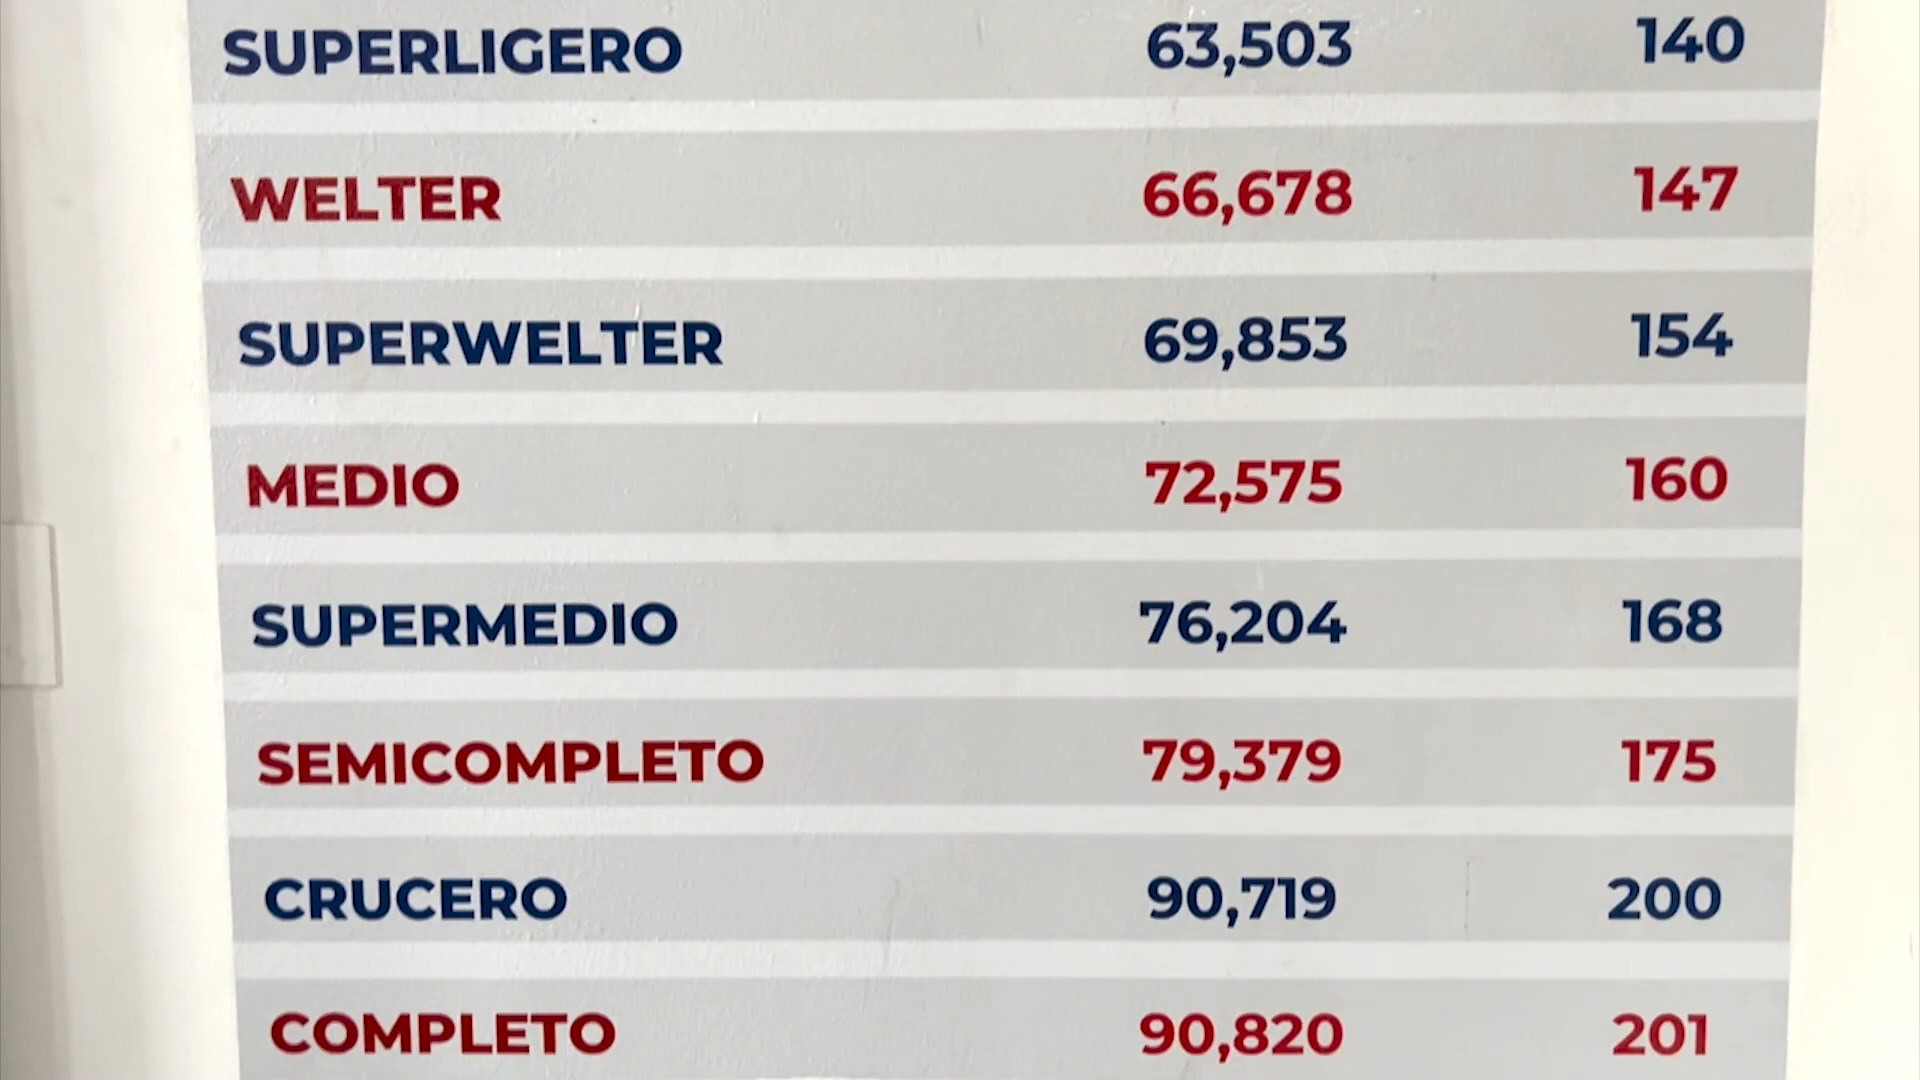 SUPERLIGERO 63,503 140
WELTER 66,678 147
SUPERWELTER 69,853 154
MEDIO 72,575 160
SUPERMEDIO 76,204 168
SEMICOMPLETO 79,379 175
CRUCERO 90,719 200
COMPLETO 90,820 201